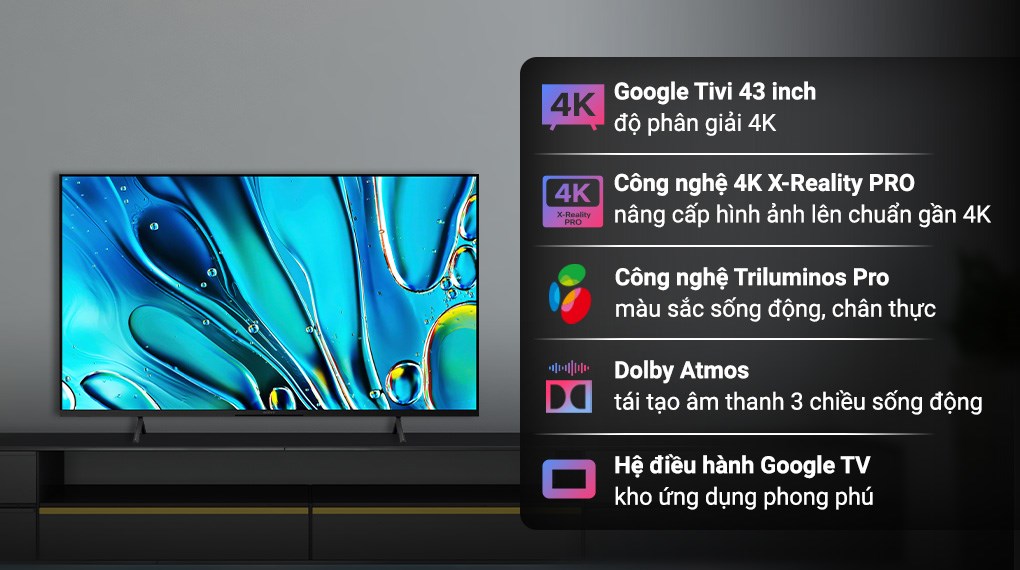 4K
Google Tivi 43 inch
độ phân giải 4K
4K
X-Reality
PRO
Công nghệ 4K X-Reality PRO
nâng cấp hình ảnh lên chuẩn gần 4K
Công nghệ Triluminos Pro
màu sắc sống động, chân thực
Dolby Atmos
tái tạo âm thanh 3 chiều sống động
Hệ điều hành Google TV
kho ứng dụng phong phú